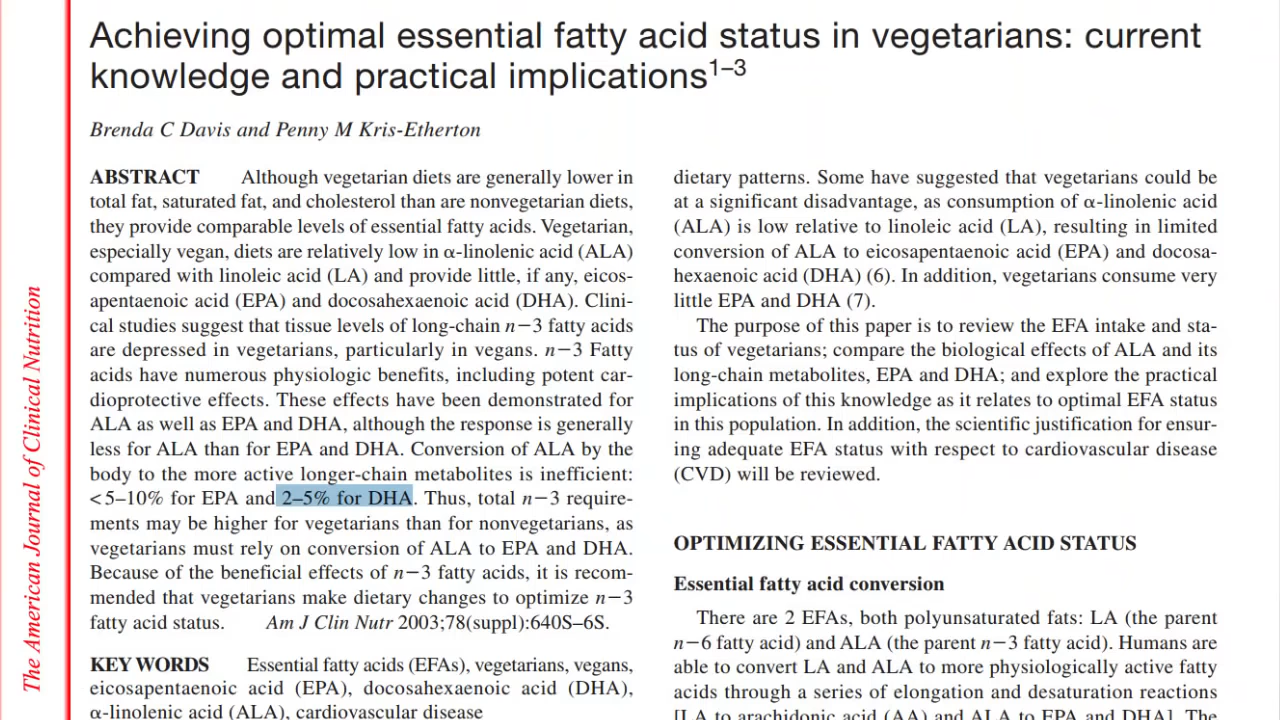 Achieving optimal essential fatty acid status in vegetarians: current
knowledge and practical implications1–3
Brenda C Davis and Penny M Kris-Etherton
The American Journal of Clinical Nutrition
ABSTRACT Although vegetarian diets are generally lower in
total fat, saturated fat, and cholesterol than are nonvegetarian diets,
they provide comparable levels of essential fatty acids. Vegetarian,
especially vegan, diets are relatively low in α-linolenic acid (ALA)
compared with linoleic acid (LA) and provide little, if any, eicos-
apentaenoic acid (EPA) and docosahexaenoic acid (DHA). Clini-
cal studies suggest that tissue levels of long-chain n−3 fatty acids
are depressed in vegetarians, particularly in vegans. n−3 Fatty
acids have numerous physiologic benefits, including potent car-
dioprotective effects. These effects have been demonstrated for
ALA as well as EPA and DHA, although the response is generally
less for ALA than for EPA and DHA. Conversion of ALA by the
body to the more active longer-chain metabolites is inefficient:
<5–10% for EPA and 2–5% for DHA. Thus, total n−3 require-
ments may be higher for vegetarians than for nonvegetarians, as
vegetarians must rely on conversion of ALA to EPA and DHA.
Because of the beneficial effects of n−3 fatty acids, it is recom-
mended that vegetarians make dietary changes to optimize n−3
fatty acid status. Am J Clin Nutr 2003;78(suppl):640S–6S.
KEY WORDS Essential fatty acids (EFAs), vegetarians, vegans,
eicosapentaenoic acid (EPA), docosahexaenoic acid (DHA),
α-linolenic acid (ALA), cardiovascular disease
dietary patterns. Some have suggested that vegetarians could be
at a significant disadvantage, as consumption of α-linolenic acid
(ALA) is low relative to linoleic acid (LA), resulting in limited
conversion of ALA to eicosapentaenoic acid (EPA) and docosa-
hexaenoic acid (DHA) (6). In addition, vegetarians consume very
little EPA and DHA (7).
The purpose of this paper is to review the EFA intake and sta-
tus of vegetarians; compare the biological effects of ALA and its
long-chain metabolites, EPA and DHA; and explore the practical
implications of this knowledge as it relates to optimal EFA status
in this population. In addition, the scientific justification for ensur-
ing adequate EFA status with respect to cardiovascular disease
(CVD) will be reviewed.
OPTIMIZING ESSENTIAL FATTY ACID STATUS
Essential fatty acid conversion
There are 2 EFAs, both polyunsaturated fats: LA (the parent
n−6 fatty acid) and ALA (the parent n−3 fatty acid). Humans are
able to convert LA and ALA to more physiologically active fatty
acids through a series of elongation and desaturation reactions
[LA to arachidonic acid (AA) and ALA to EPA and DHA]. The